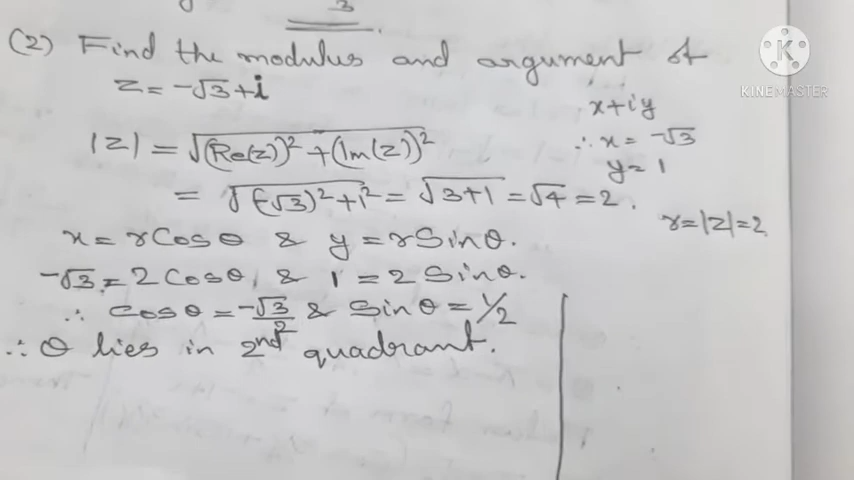 3
(2) Find the modulus and argument of
z = -√3+i
|z| = √(Re(z))² + (Im(z))²
= √(-√3)² + 1² = √3+1 = √4 = 2.
x = r Cos θ & y = r Sin θ.
-√3 = 2 Cos θ, & 1 = 2 Sin θ.
∴ Cos θ = -√3/2 & Sin θ = 1/2
∴ θ lies in 2nd quadrant.
x+iy
∴ x = -√3
y = 1
r = |z| = 2
K
KINEMASTER